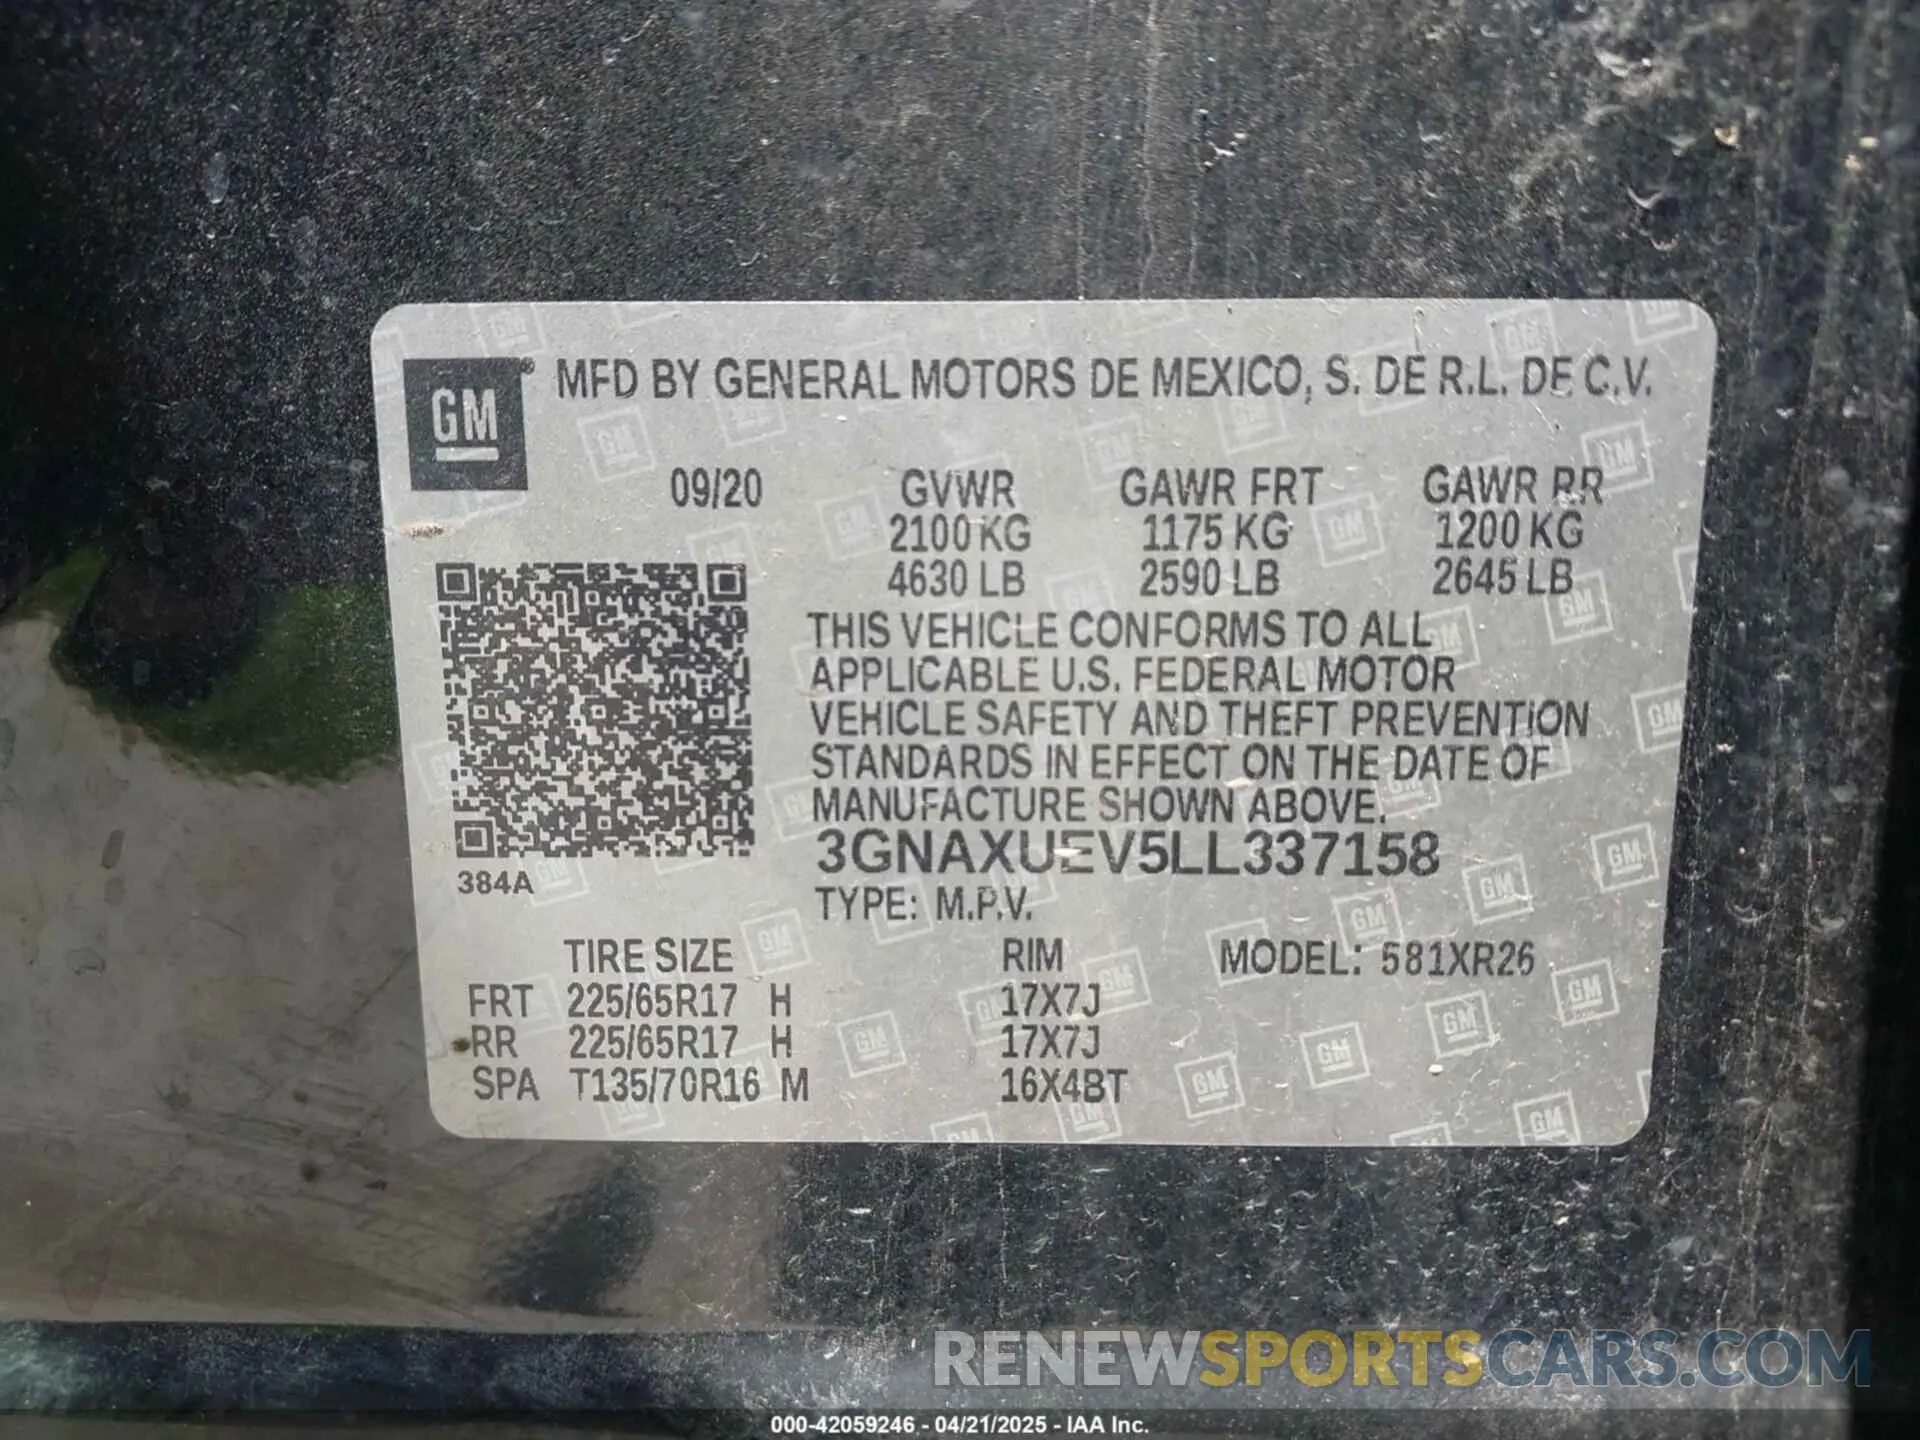 GM® MFD BY GENERAL MOTORS DE MEXICO, S. DE R.L. DE C.V.
09/20 GVWR GAWR FRT GAWR RR
2100 KG 1175 KG 1200 KG
4630 LB 2590 LB 2645 LB
THIS VEHICLE CONFORMS TO ALL
APPLICABLE U.S. FEDERAL MOTOR
VEHICLE SAFETY AND THEFT PREVENTION
STANDARDS IN EFFECT ON THE DATE OF
MANUFACTURE SHOWN ABOVE.
3GNAXUEV5LL337158
384A
TYPE: M.P.V.
TIRE SIZE RIM MODEL: 581XR26
FRT 225/65R17 H 17X7J
RR 225/65R17 H 17X7J
SPA T135/70R16 M 16X4BT
RENEWSPORTSCARS.COM
000-42059246 - 04/21/2025 - IAA Inc.